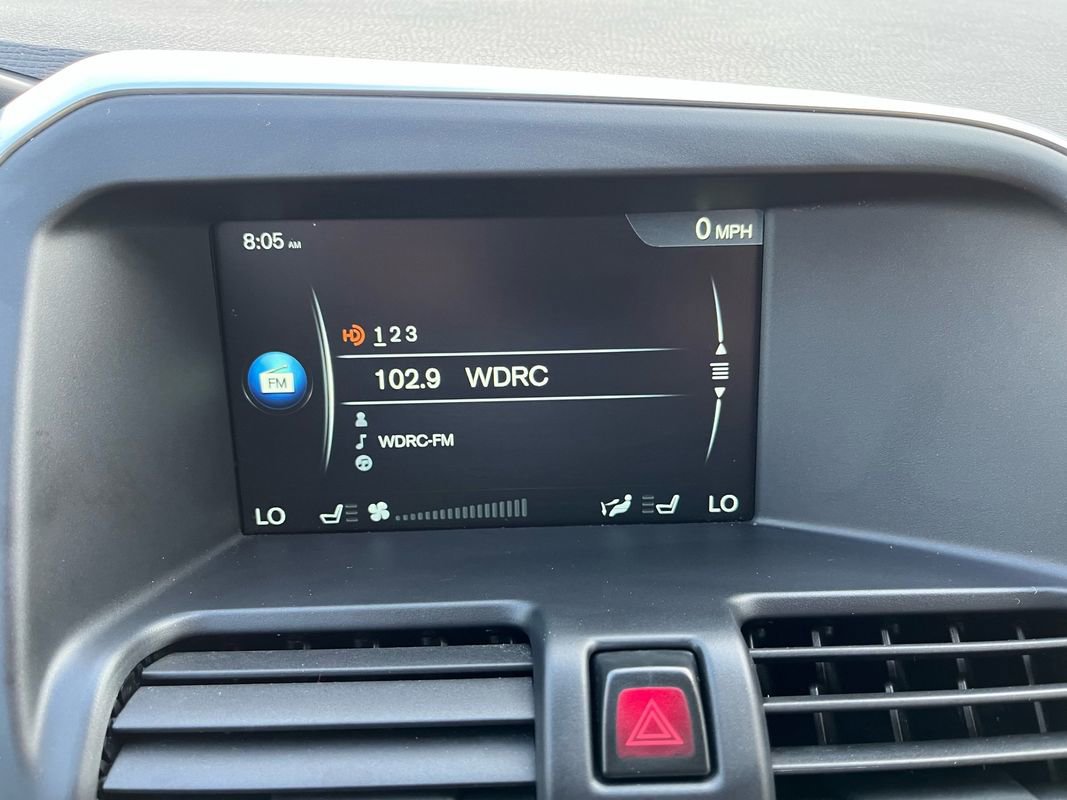 8:05 AM
0 MPH
HD 1 2 3
FM
102.9 WDRC
WDRC-FM
LO
LO